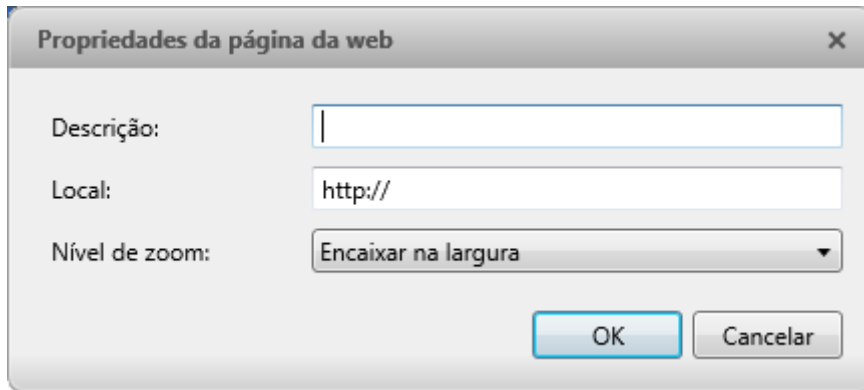 Propriedades da página da web
Descrição:
Local: http://
Nível de zoom: Encaixar na largura
OK Cancelar